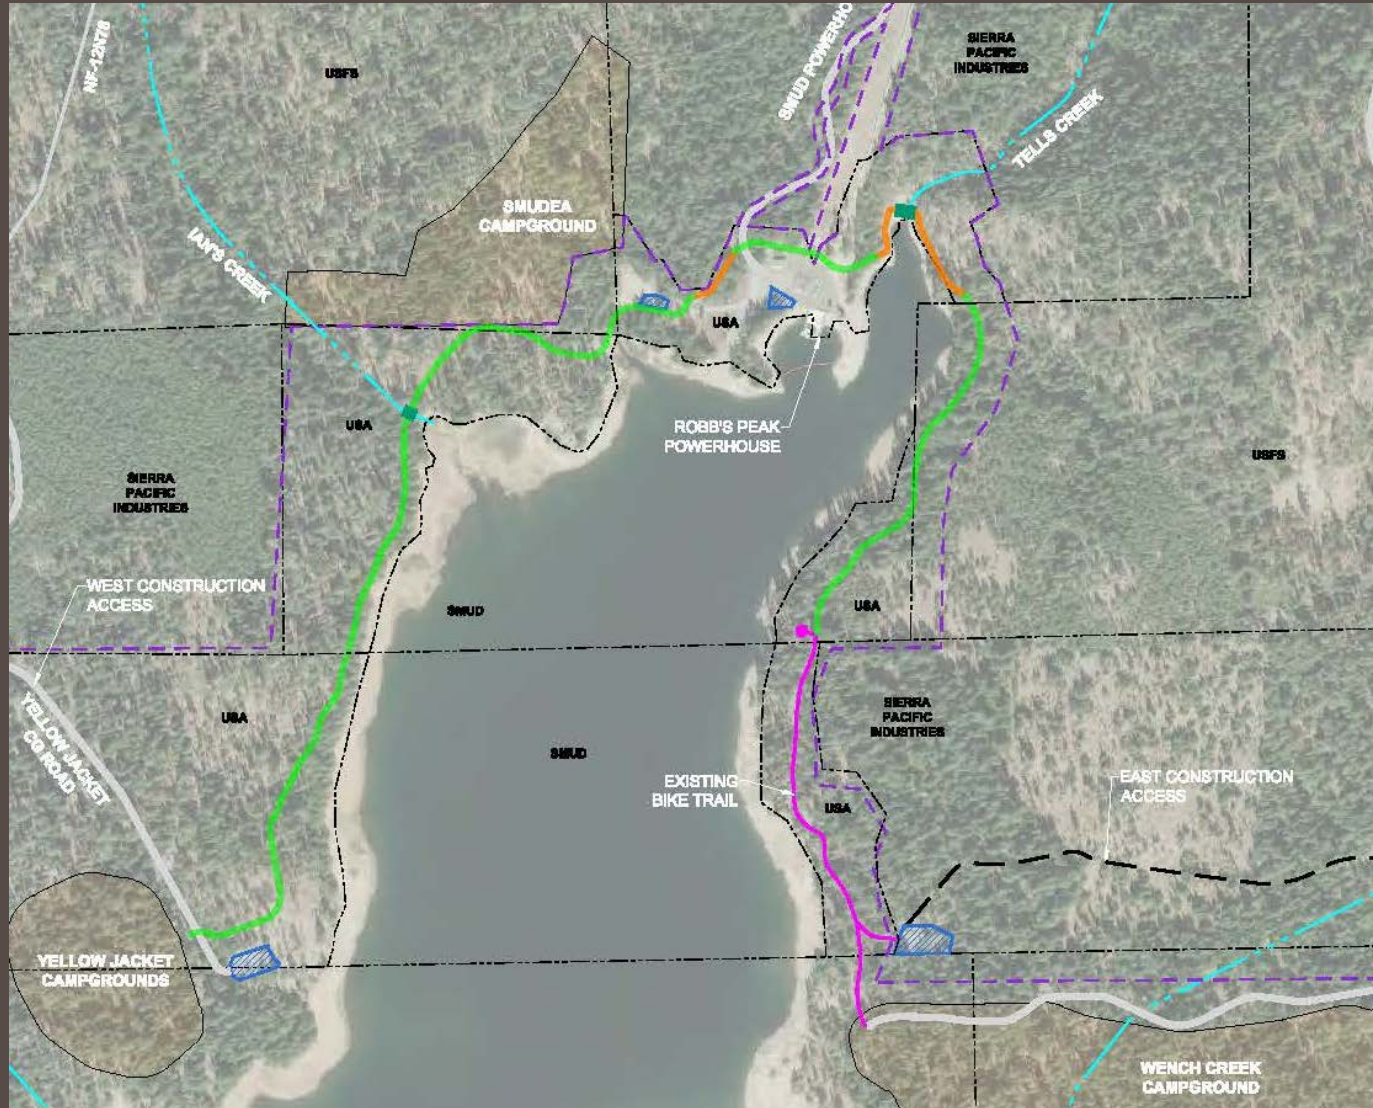 NF-12N78
USFS
SMUD POWERHO
SIERRA
PACIFIC
INDUSTRIES
TELLS CREEK
SMUDEA
CAMPGROUND
IAN'S CREEK
USA
ROBB'S PEAK
POWERHOUSE
USA
USFS
SIERRA
PACIFIC
INDUSTRIES
WEST CONSTRUCTION
ACCESS
SMUD
USA
YELLOW JACKET
CG ROAD
USA
SIERRA
PACIFIC
INDUSTRIES
SMUD
EXISTING
BIKE TRAIL
EAST CONSTRUCTION
ACCESS
USA
YELLOW JACKET
CAMPGROUNDS
WENCH CREEK
CAMPGROUND